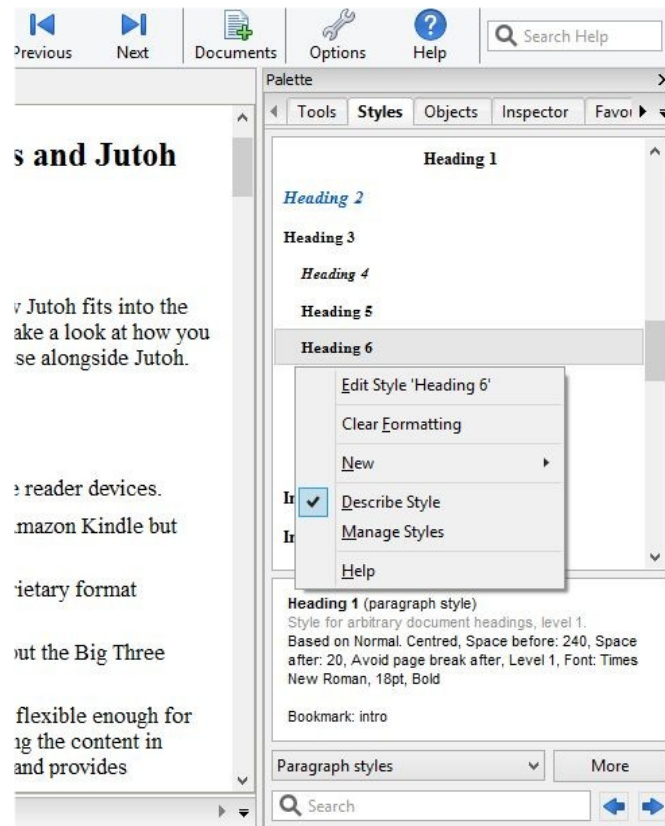 Previous Next Documents Options Help Search Help
Palette
Tools Styles Objects Inspector
s and Jutoh
Jutoh fits into the
ake a look at how you
se alongside Jutoh.
e reader devices.
mazon Kindle but
rietary format
out the Big Three
flexible enough for
ng the content in
and provides
Heading 1
Heading 2
Heading 3
Heading 4
Heading 5
Heading 6
Edit Style 'Heading 6'
Clear Formatting
New
Describe Style
Manage Styles
Help
Heading 1 (paragraph style)
Style for arbitrary document headings, level 1.
Based on Normal. Centred, Space before: 240, Space
after: 20, Avoid page break after, Level 1, Font: Times
New Roman, 18pt, Bold
Bookmark: intro
Paragraph styles More
Search